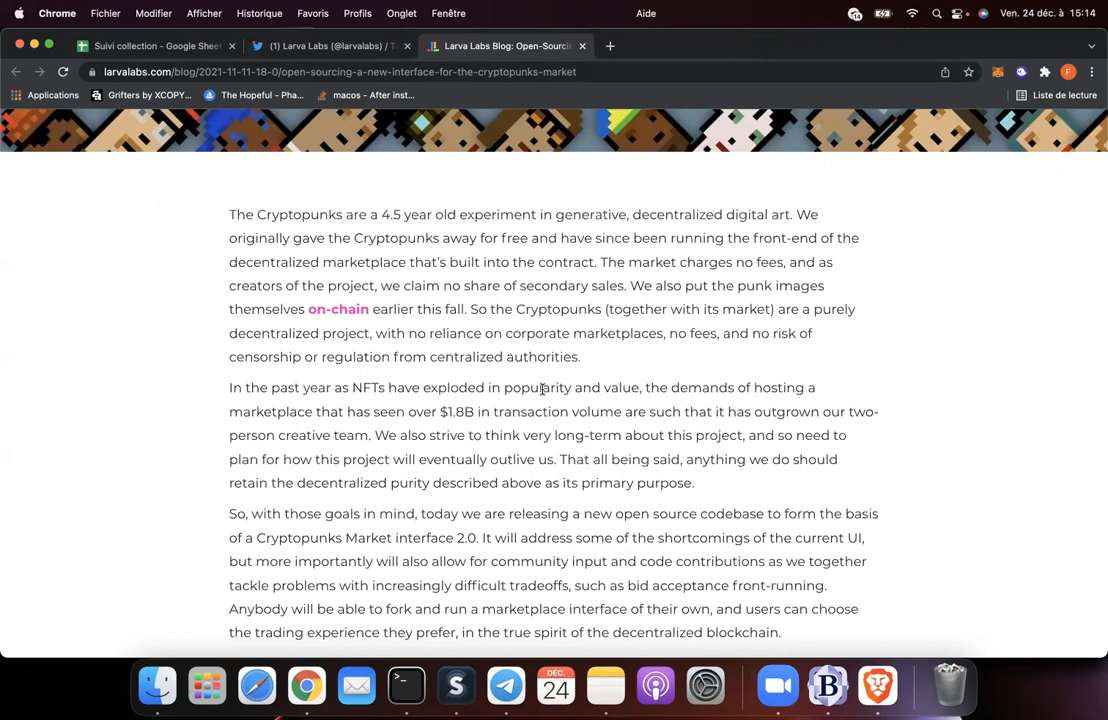 Chrome Fichier Modifier Afficher Historique Favoris Profils Onglet Fenêtre Aide 14 Ven. 24 déc. à 15:14
Suivi collection - Google Sheet (1) Larva Labs (@larvalabs) / T Larva Labs Blog: Open-Sourcin
larvalabs.com/blog/2021-11-11-18-0/open-sourcing-a-new-interface-for-the-cryptopunks-market F
Applications Grifters by XCOPY... The Hopeful - Pha... macos - After inst... Liste de lecture
The Cryptopunks are a 4.5 year old experiment in generative, decentralized digital art. We
originally gave the Cryptopunks away for free and have since been running the front-end of the
decentralized marketplace that's built into the contract. The market charges no fees, and as
creators of the project, we claim no share of secondary sales. We also put the punk images
themselves on-chain earlier this fall. So the Cryptopunks (together with its market) are a purely
decentralized project, with no reliance on corporate marketplaces, no fees, and no risk of
censorship or regulation from centralized authorities.
In the past year as NFTs have exploded in popularity and value, the demands of hosting a
marketplace that has seen over $1.8B in transaction volume are such that it has outgrown our two-
person creative team. We also strive to think very long-term about this project, and so need to
plan for how this project will eventually outlive us. That all being said, anything we do should
retain the decentralized purity described above as its primary purpose.
So, with those goals in mind, today we are releasing a new open source codebase to form the basis
of a Cryptopunks Market interface 2.0. It will address some of the shortcomings of the current UI,
but more importantly will also allow for community input and code contributions as we together
tackle problems with increasingly difficult tradeoffs, such as bid acceptance front-running.
Anybody will be able to fork and run a marketplace interface of their own, and users can choose
the trading experience they prefer, in the true spirit of the decentralized blockchain.
DÉC.
24